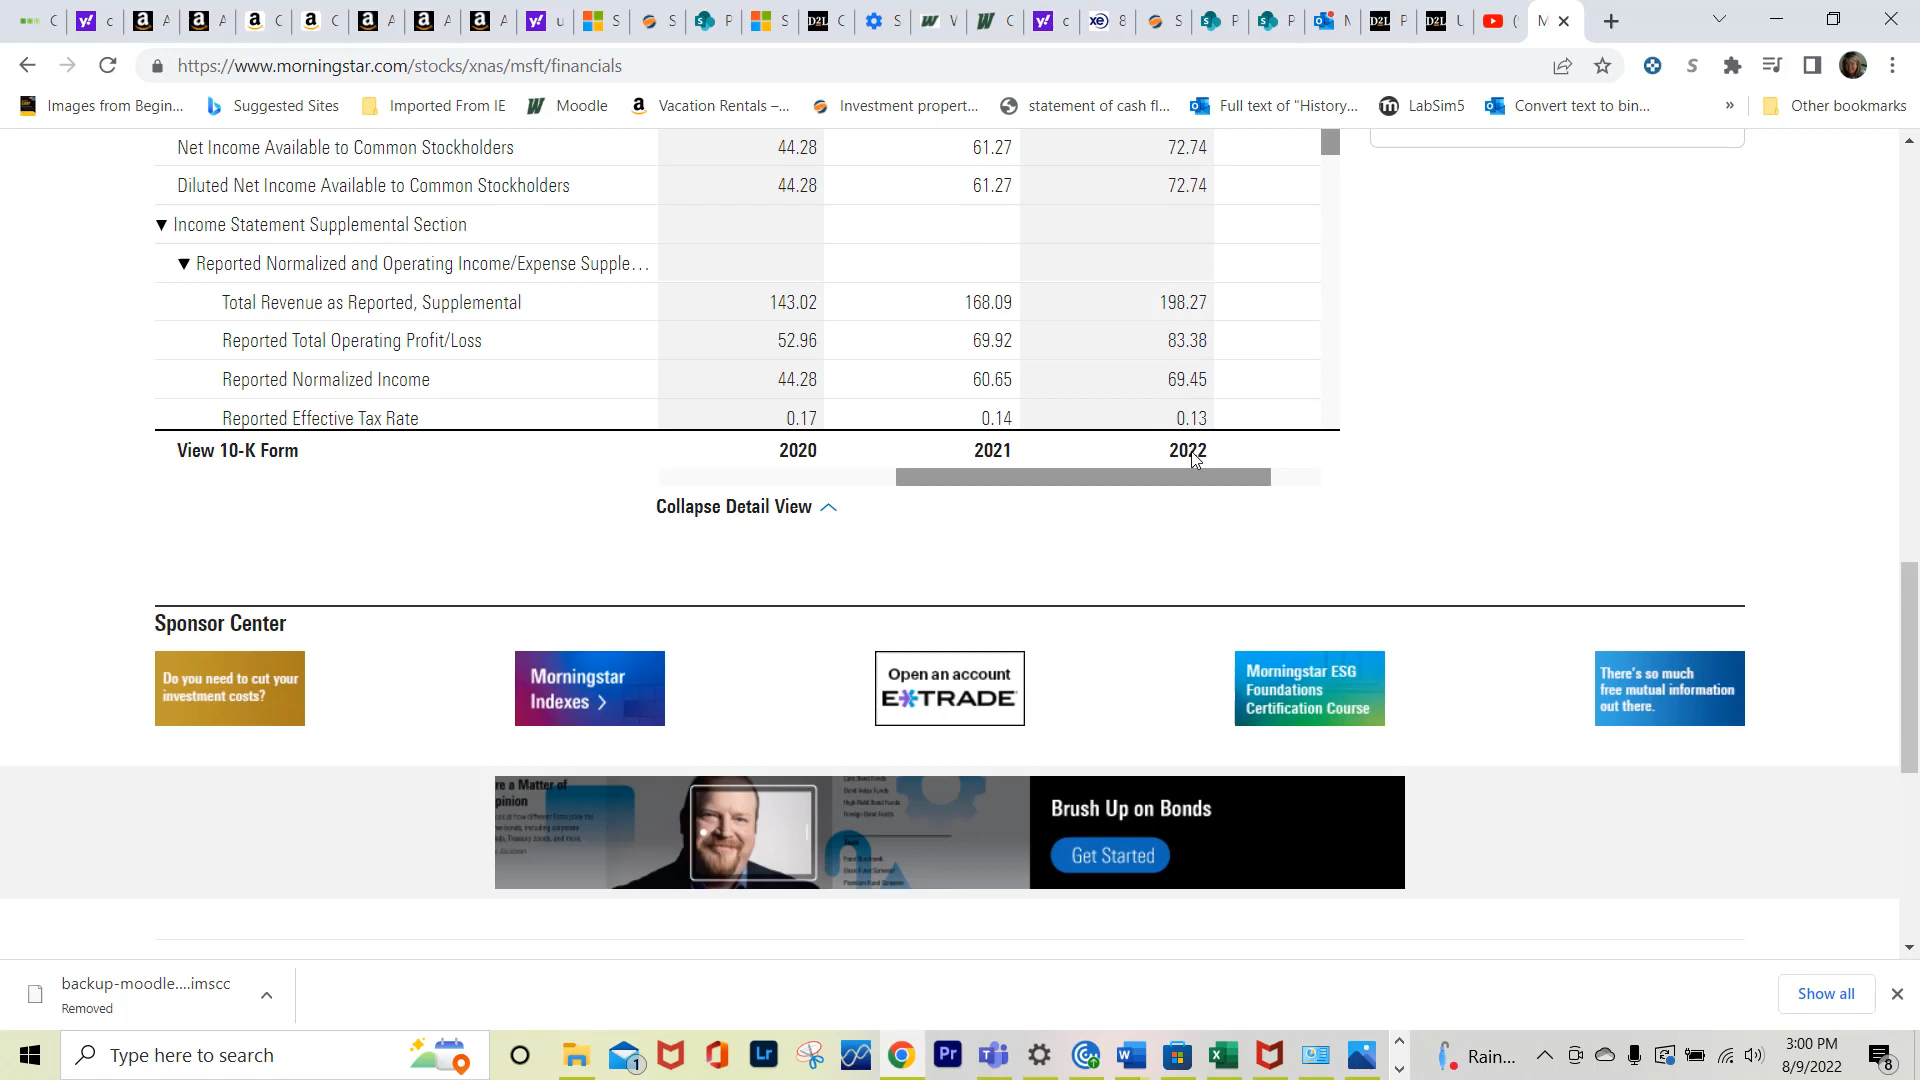 https://www.morningstar.com/stocks/xnas/msft/financials
Images from Begin... Suggested Sites Imported From IE Moodle Vacation Rentals –... Investment propert... statement of cash fl... Full text of "History... LabSim5 Convert text to bin... » Other bookmarks
Net Income Available to Common Stockholders 44.28 61.27 72.74
Diluted Net Income Available to Common Stockholders 44.28 61.27 72.74
▼ Income Statement Supplemental Section
▼ Reported Normalized and Operating Income/Expense Supple...
Total Revenue as Reported, Supplemental 143.02 168.09 198.27
Reported Total Operating Profit/Loss 52.96 69.92 83.38
Reported Normalized Income 44.28 60.65 69.45
Reported Effective Tax Rate 0.17 0.14 0.13
View 10-K Form 2020 2021 2022
Collapse Detail View
Sponsor Center
Do you need to cut your
investment costs?
Morningstar
Indexes >
Open an account
E*TRADE
Morningstar ESG
Foundations
Certification Course
There's so much
free mutual information
out there.
re a Matter of
pinion
Brush Up on Bonds
Get Started
backup-moodle....imscc
Removed
Show all
Type here to search
Rain...
3:00 PM
8/9/2022
8